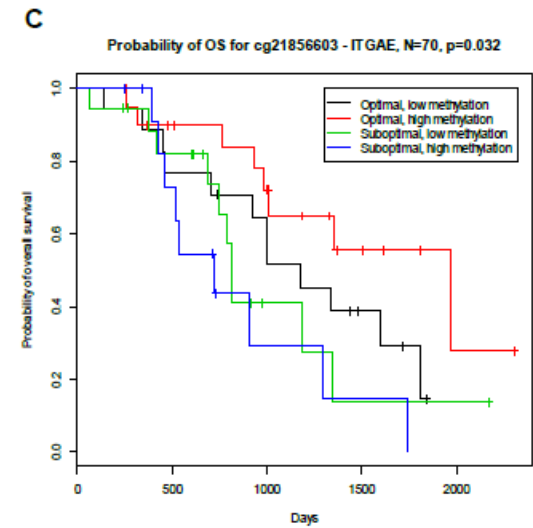 C
Probability of OS for cg21856603 - ITGAE, N=70, p=0.032
Optimal, low methylation
Optimal, high methylation
Suboptimal, low methylation
Suboptimal, high methylation
Probability of overall survival
1.0
0.8
0.6
0.4
0.2
0.0
0 500 1000 1500 2000
Days